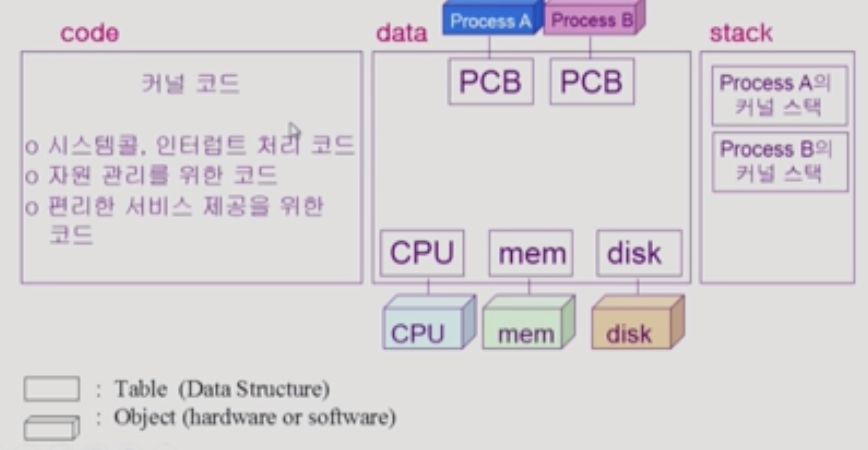 Process A
Process B
code
data
stack
커널 코드
o 시스템콜, 인터럽트 처리 코드
o 자원 관리를 위한 코드
o 편리한 서비스 제공을 위한
코드
PCB
PCB
CPU
mem
disk
CPU
mem
disk
Process A의
커널 스택
Process B의
커널 스택
: Table (Data Structure)
: Object (hardware or software)